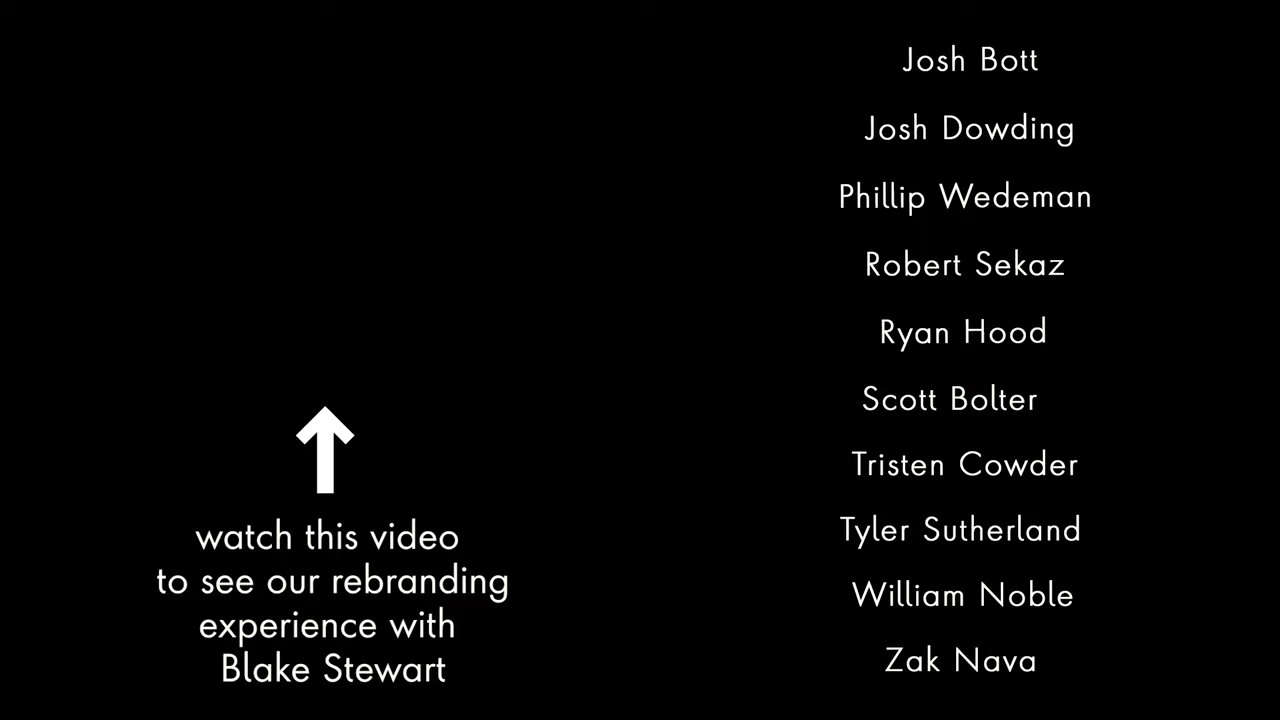 watch this video
to see our rebranding
experience with
Blake Stewart
Josh Bott
Josh Dowding
Phillip Wedeman
Robert Sekaz
Ryan Hood
Scott Bolter
Tristen Cowder
Tyler Sutherland
William Noble
Zak Nava